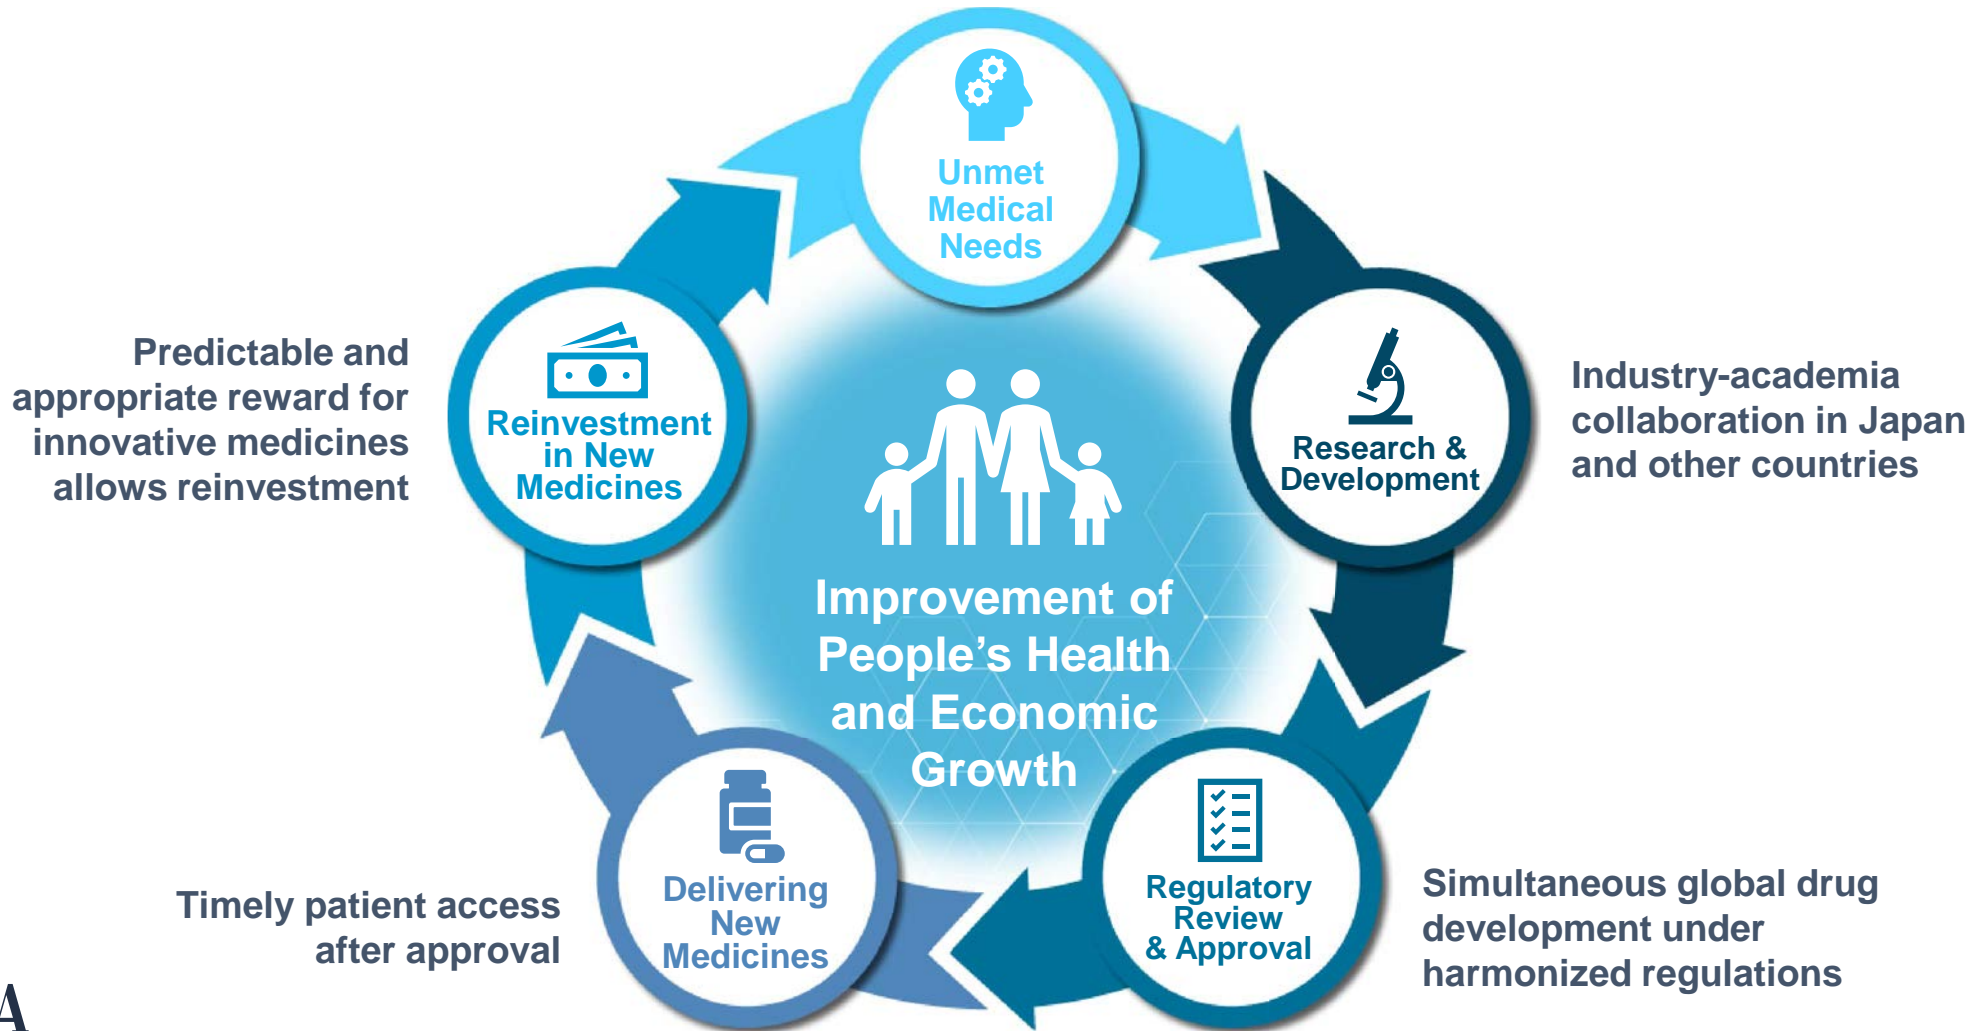 Unmet
Medical
Needs
Predictable and
appropriate reward for
innovative medicines
allows reinvestment
Reinvestment
in New
Medicines
Research &
Development
Industry-academia
collaboration in Japan
and other countries
Improvement of
People’s Health
and Economic
Growth
Timely patient access
after approval
Delivering
New
Medicines
Regulatory
Review
& Approval
Simultaneous global drug
development under
harmonized regulations
A